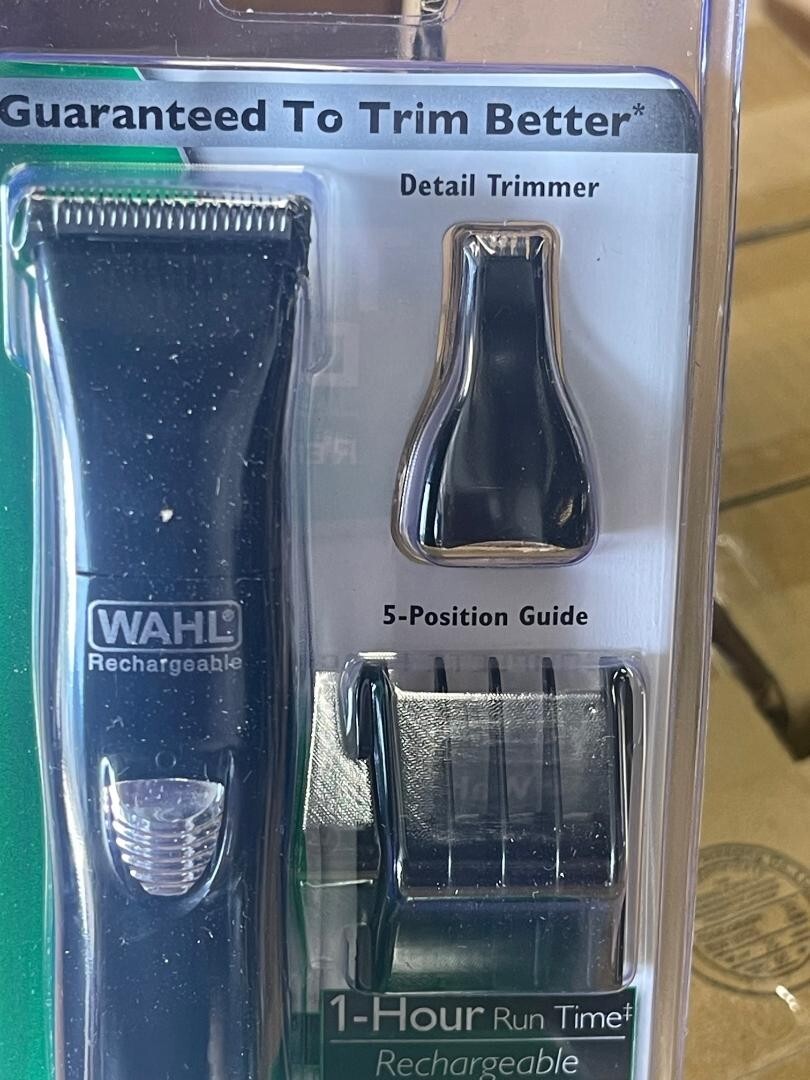 Guaranteed To Trim Better*
Detail Trimmer
5-Position Guide
WAHL
Rechargeable
1-Hour Run Time‡
Rechargeable